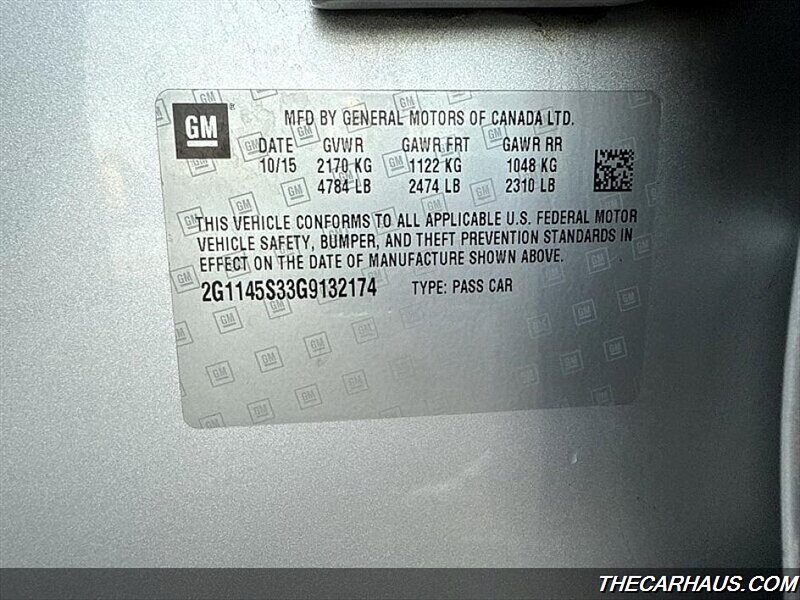 GM
MFD BY GENERAL MOTORS OF CANADA LTD.
DATE GVWR GAWR FRT GAWR RR
10/15 2170 KG 1122 KG 1048 KG
4784 LB 2474 LB 2310 LB
THIS VEHICLE CONFORMS TO ALL APPLICABLE U.S. FEDERAL MOTOR
VEHICLE SAFETY, BUMPER, AND THEFT PREVENTION STANDARDS IN
EFFECT ON THE DATE OF MANUFACTURE SHOWN ABOVE.
2G1145S33G9132174 TYPE: PASS CAR
THECARHAUS.COM